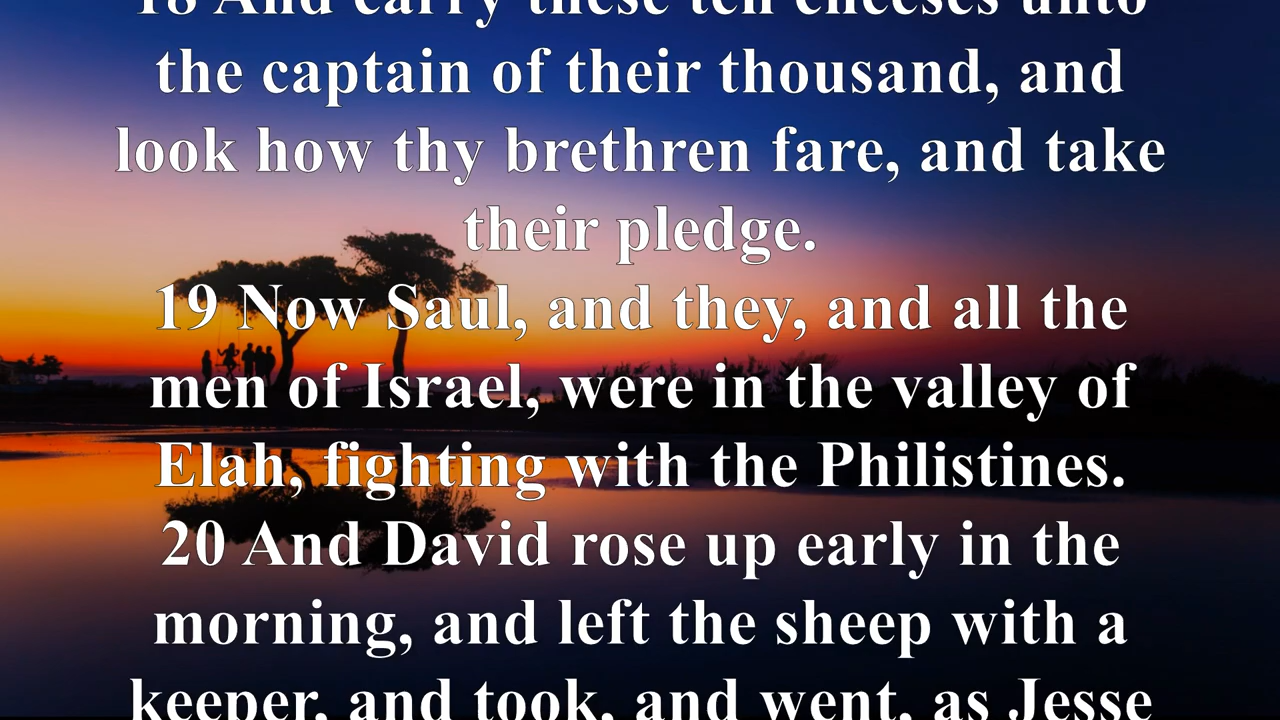 18 And carry these ten cheeses unto
the captain of their thousand, and
look how thy brethren fare, and take
their pledge.
19 Now Saul, and they, and all the
men of Israel, were in the valley of
Elah, fighting with the Philistines.
20 And David rose up early in the
morning, and left the sheep with a
keeper, and took, and went, as Jesse